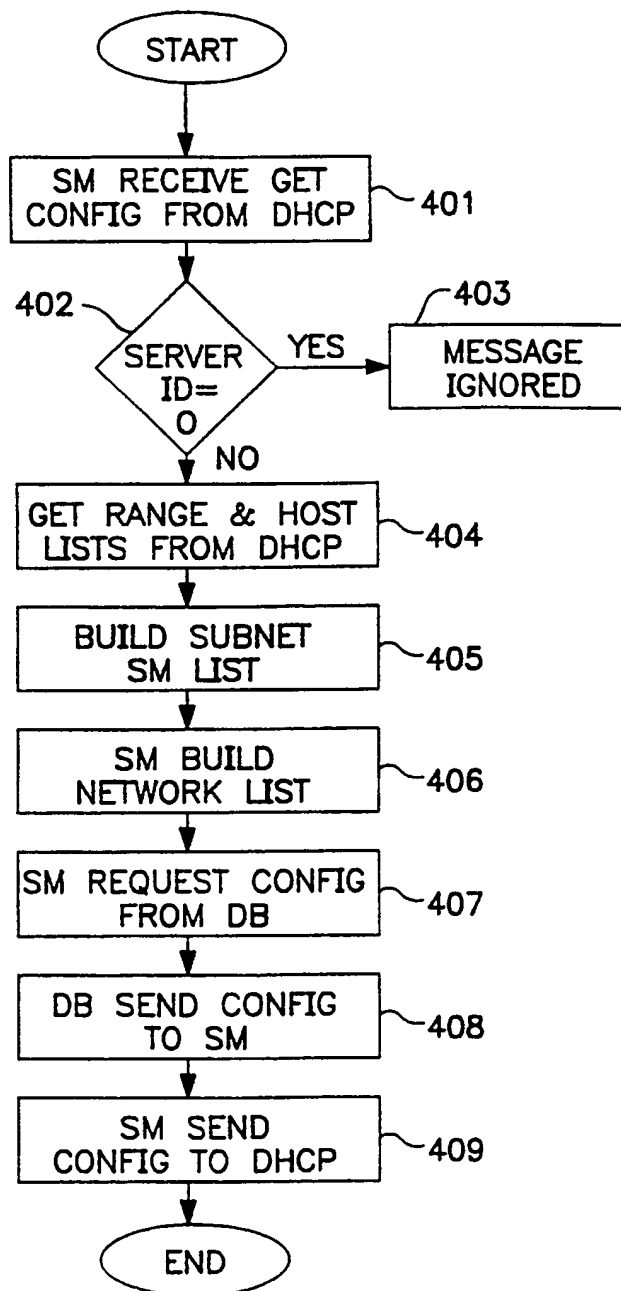 START
SM RECEIVE GET
CONFIG FROM DHCP
401
402
SERVER
ID=
0
YES
403
MESSAGE
IGNORED
NO
GET RANGE & HOST
LISTS FROM DHCP
404
BUILD SUBNET
SM LIST
405
SM BUILD
NETWORK LIST
406
SM REQUEST CONFIG
FROM DB
407
DB SEND CONFIG
TO SM
408
SM SEND
CONFIG TO DHCP
409
END